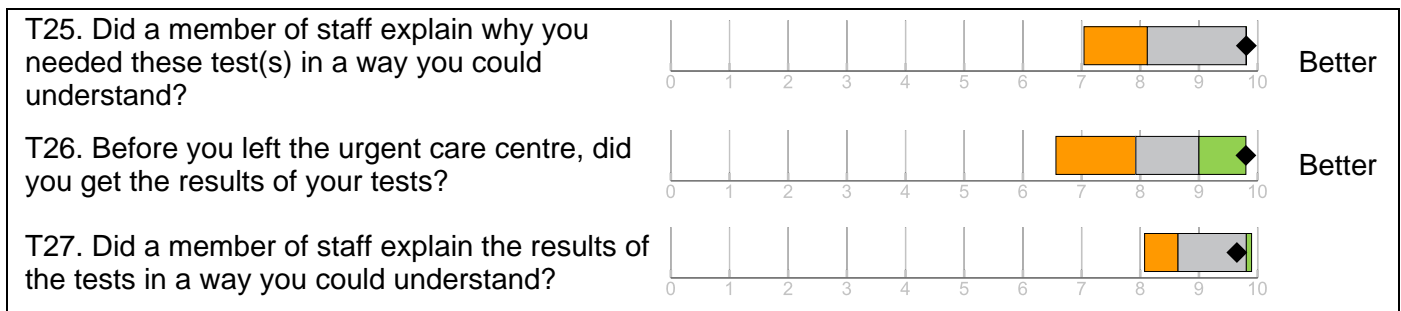 T25. Did a member of staff explain why you
needed these test(s) in a way you could
understand?
Better
0 1 2 3 4 5 6 7 8 9 10
T26. Before you left the urgent care centre, did
you get the results of your tests?
Better
0 1 2 3 4 5 6 7 8 9 10
T27. Did a member of staff explain the results of
the tests in a way you could understand?
0 1 2 3 4 5 6 7 8 9 10